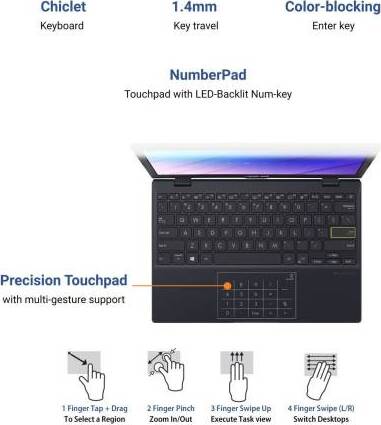 Chiclet
1.4mm
Color-blocking
Keyboard
Key travel
Enter key
NumberPad
Touchpad with LED-Backlit Num-key
Precision Touchpad
with multi-gesture support
1 Finger Tap + Drag
To Select a Region
2 Finger Pinch
Zoom In/Out
3 Finger Swipe Up
Execute Task view
4 Finger Swipe (L/R)
Switch Desktops